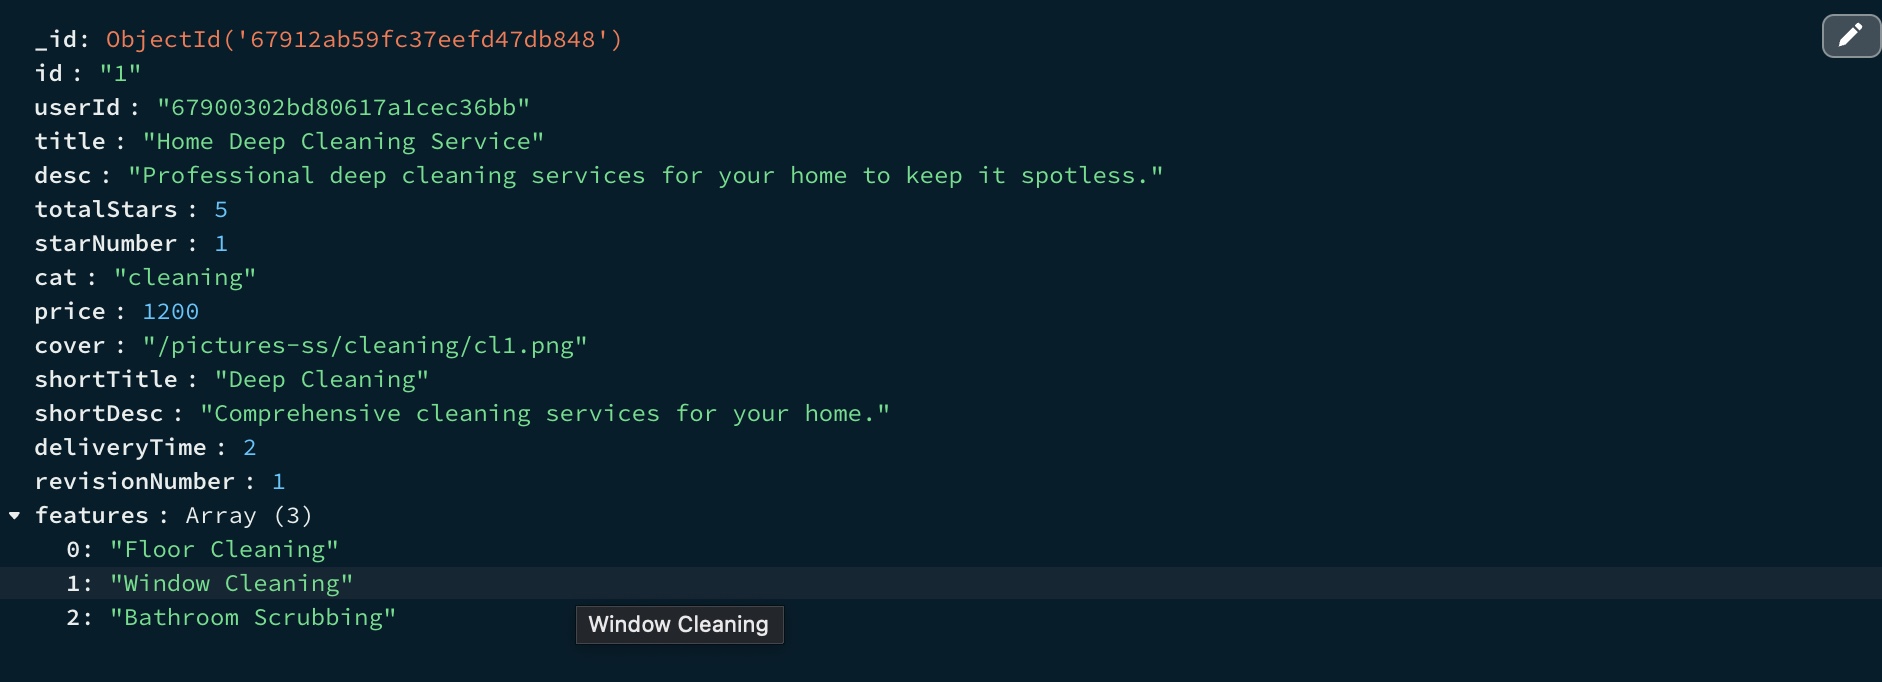 _id: ObjectId('67912ab59fc37eefd47db848')
id : "1"
userId : "67900302bd80617a1cec36bb"
title : "Home Deep Cleaning Service"
desc : "Professional deep cleaning services for your home to keep it spotless."
totalStars : 5
starNumber : 1
cat : "cleaning"
price : 1200
cover : "/pictures-ss/cleaning/cl1.png"
shortTitle : "Deep Cleaning"
shortDesc : "Comprehensive cleaning services for your home."
deliveryTime : 2
revisionNumber : 1
features : Array (3)
0: "Floor Cleaning"
1: "Window Cleaning"
2: "Bathroom Scrubbing"
Window Cleaning